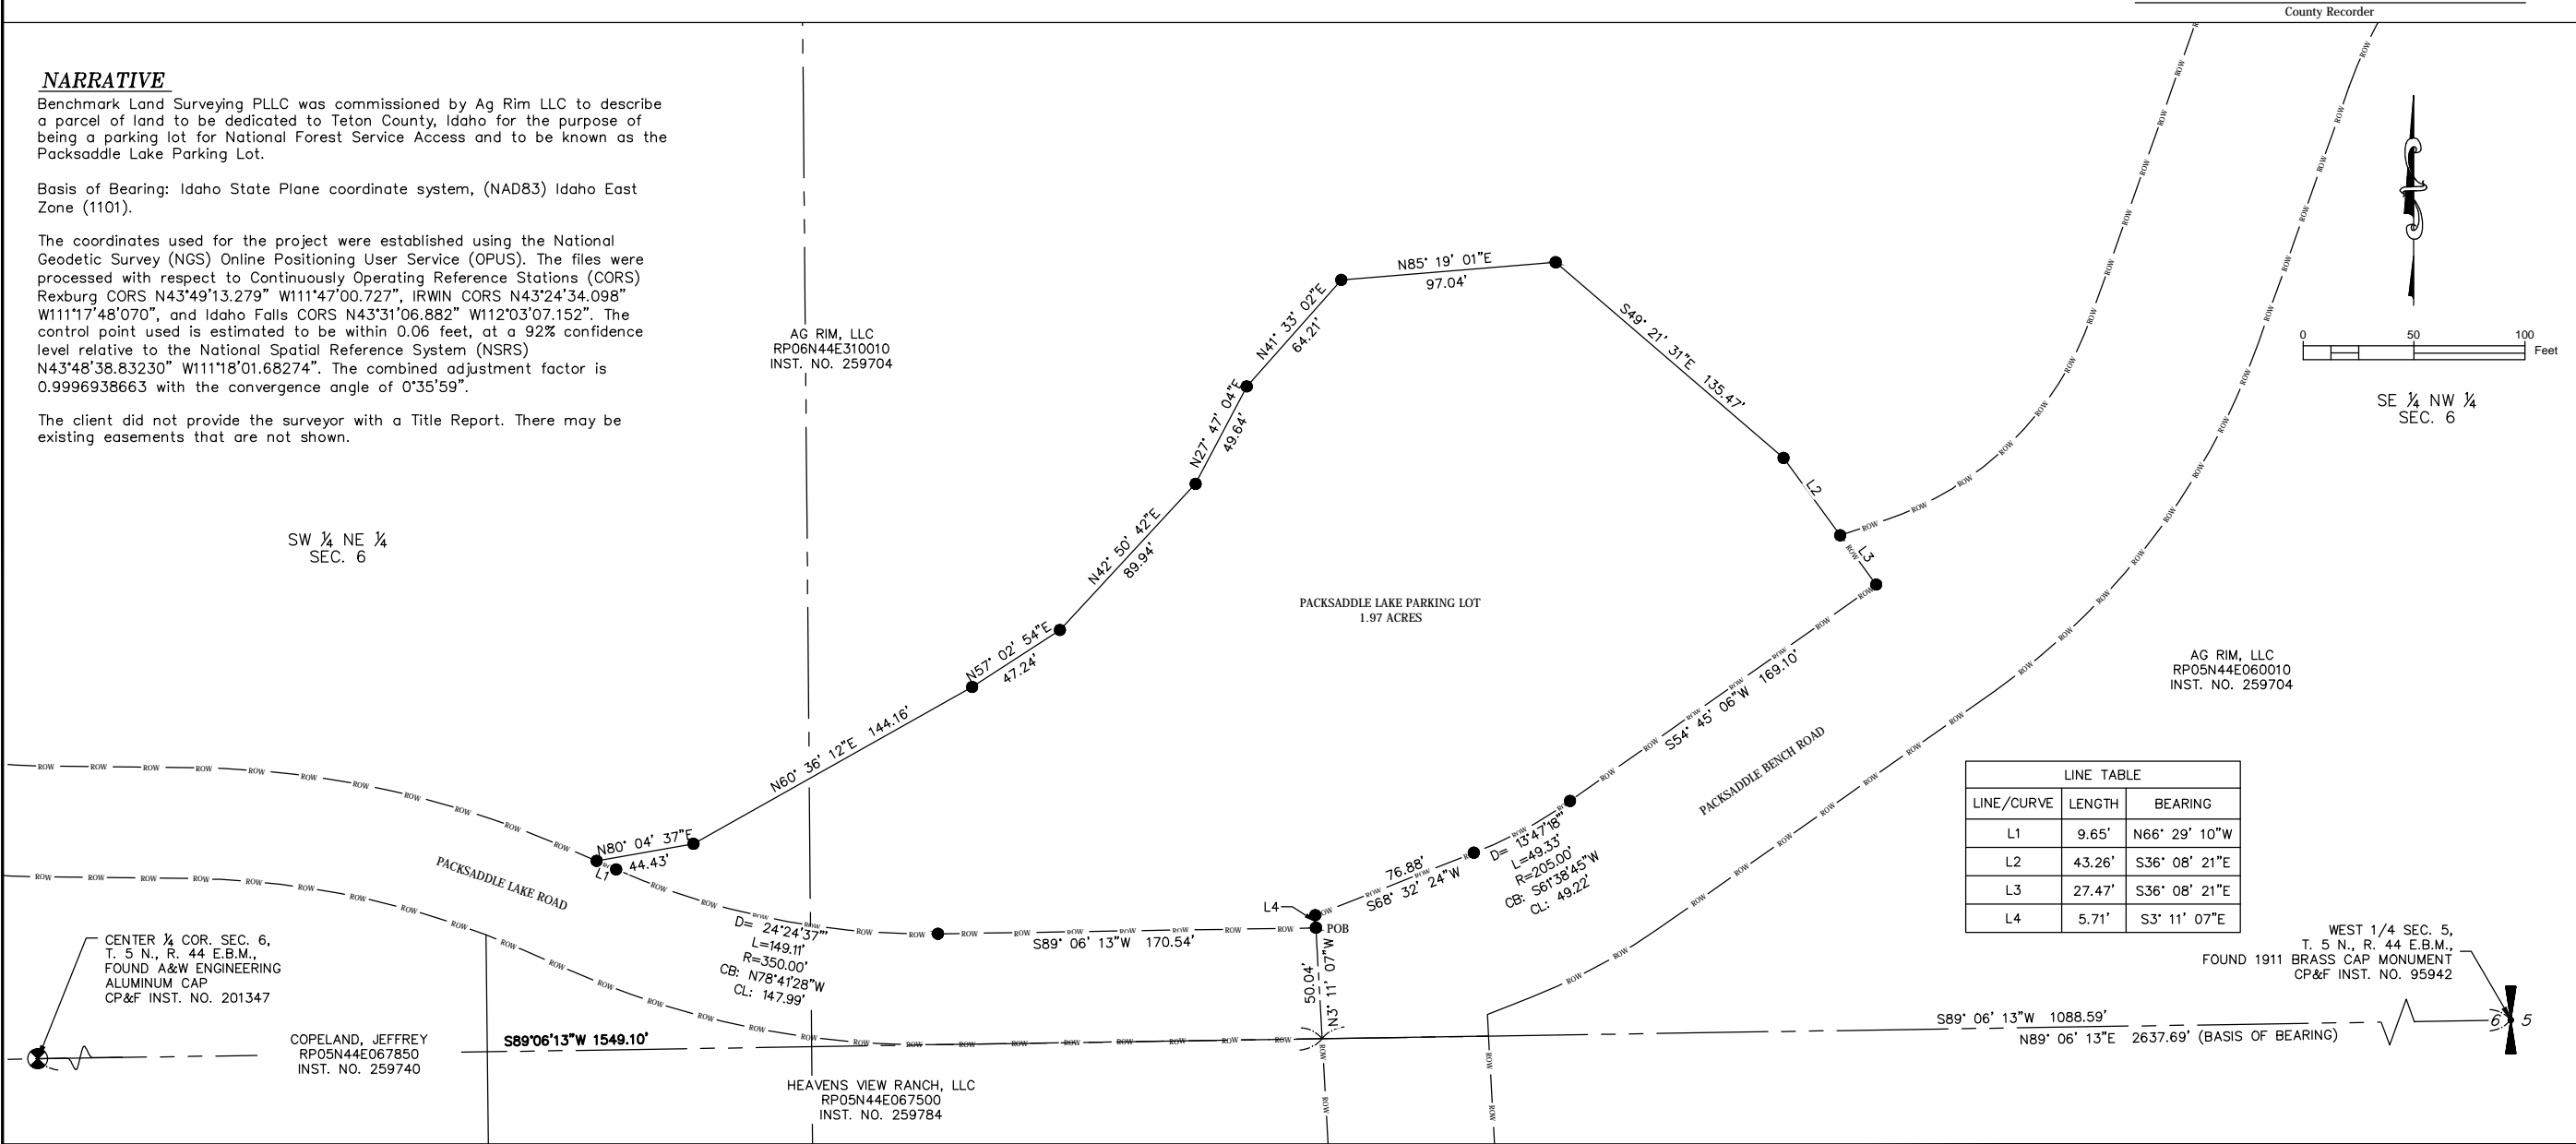 County Recorder
NARRATIVE
Benchmark Land Surveying PLLC was commissioned by Ag Rim LLC to describe
a parcel of land to be dedicated to Teton County, Idaho for the purpose of
being a parking lot for National Forest Service Access and to be known as the
Packsaddle Lake Parking Lot.
Basis of Bearing: Idaho State Plane coordinate system, (NAD83) Idaho East
Zone (1101).
The coordinates used for the project were established using the National
Geodetic Survey (NGS) Online Positioning User Service (OPUS). The files were
processed with respect to Continuously Operating Reference Stations (CORS)
Rexburg CORS N43°49'13.279" W111°47'00.727", IRWIN CORS N43°24'34.098"
W111°17'48'070", and Idaho Falls CORS N43°31'06.882" W112°03'07.152". The
control point used is estimated to be within 0.06 feet, at a 92% confidence
level relative to the National Spatial Reference System (NSRS)
N43°48'38.83230" W111°18'01.68274". The combined adjustment factor is
0.9996938663 with the convergence angle of 0°35'59".
The client did not provide the surveyor with a Title Report. There may be
existing easements that are not shown.
SW ¼ NE ¼
SEC. 6
AG RIM, LLC
RP06N44E310010
INST. NO. 259704
N85° 19' 01"E
97.04'
N41° 33' 02"E
64.21'
N27° 47' 04"E
49.64'
N42° 50' 42"E
89.94'
N57° 02' 54"E
47.24'
N60° 36' 12"E 144.16'
N80° 04' 37"E
44.43'
L1
S49° 21' 31"E 135.47'
L2
L3
0 50 100
Feet
SE ¼ NW ¼
SEC. 6
PACKSADDLE LAKE PARKING LOT
1.97 ACRES
S54° 45' 06"W 169.10'
PACKSADDLE BENCH ROAD
AG RIM, LLC
RP05N44E060010
INST. NO. 259704
D= 13°47'18"
L=49.33'
R=205.00'
CB: S61°38'45"W
CL: 49.22'
76.88'
S68° 32' 24"W
L4
POB
S89° 06' 13"W 170.54'
50.04'
N3° 11' 07"W
D= 24°24'37"
L=149.11'
R=350.00'
CB: N78°41'28"W
CL: 147.99'
PACKSADDLE LAKE ROAD
LINE TABLE
LINE/CURVE LENGTH BEARING
L1 9.65' N66° 29' 10"W
L2 43.26' S36° 08' 21"E
L3 27.47' S36° 08' 21"E
L4 5.71' S3° 11' 07"E
CENTER ¼ COR. SEC. 6,
T. 5 N., R. 44 E.B.M.,
FOUND A&W ENGINEERING
ALUMINUM CAP
CP&F INST. NO. 201347
COPELAND, JEFFREY
RP05N44E067850
INST. NO. 259740
S89°06'13"W 1549.10'
HEAVENS VIEW RANCH, LLC
RP05N44E067500
INST. NO. 259784
WEST 1/4 SEC. 5,
T. 5 N., R. 44 E.B.M.,
FOUND 1911 BRASS CAP MONUMENT
CP&F INST. NO. 95942
S89° 06' 13"W 1088.59'
N89° 06' 13"E 2637.69' (BASIS OF BEARING)
6 5
ROW